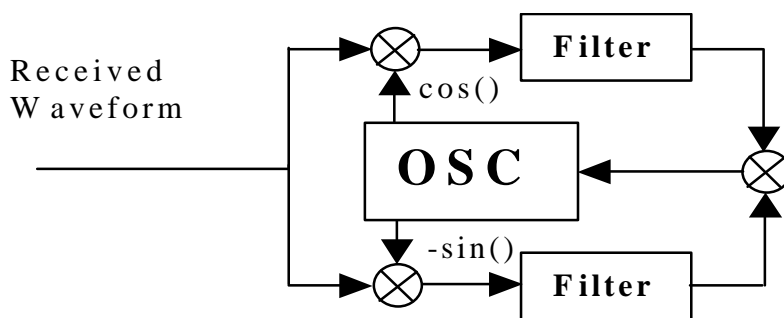 Filter
Received
Waveform
cos()
OSC
-sin()
Filter